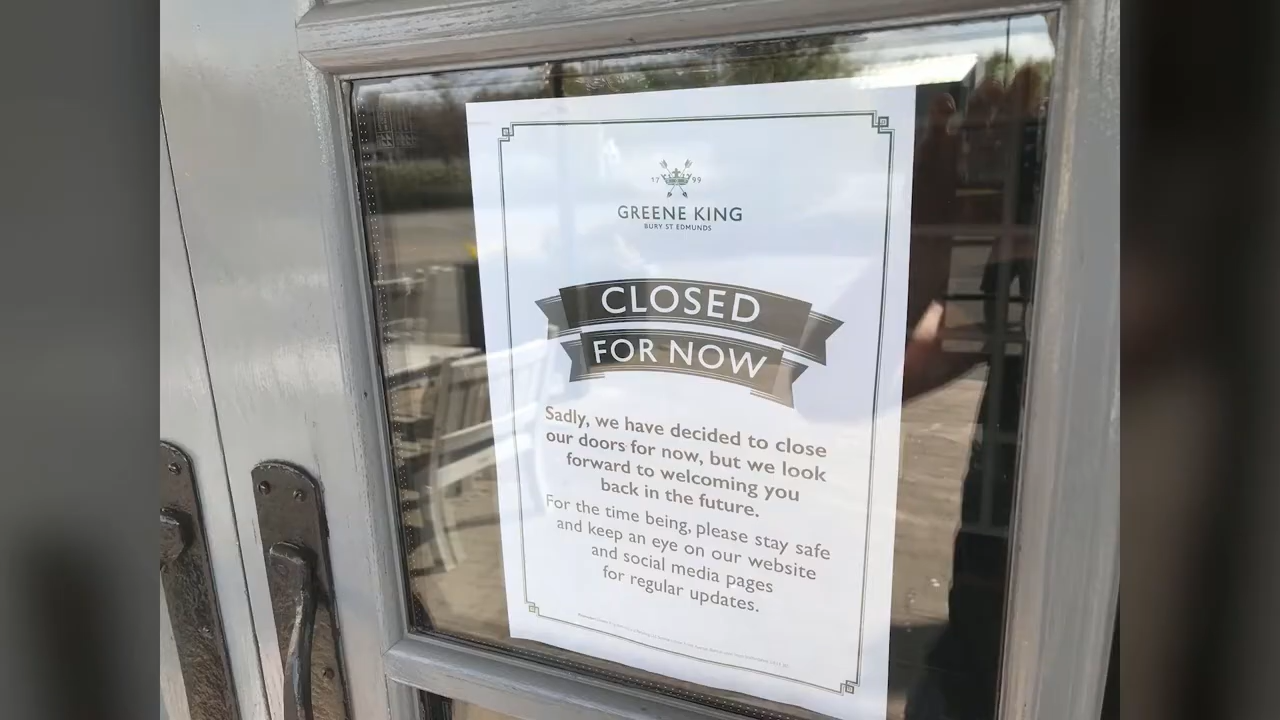 17 99
GREENE KING
BURY ST EDMUNDS
CLOSED
FOR NOW
Sadly, we have decided to close
our doors for now, but we look
forward to welcoming you
back in the future.
For the time being, please stay safe
and keep an eye on our website
and social media pages
for regular updates.